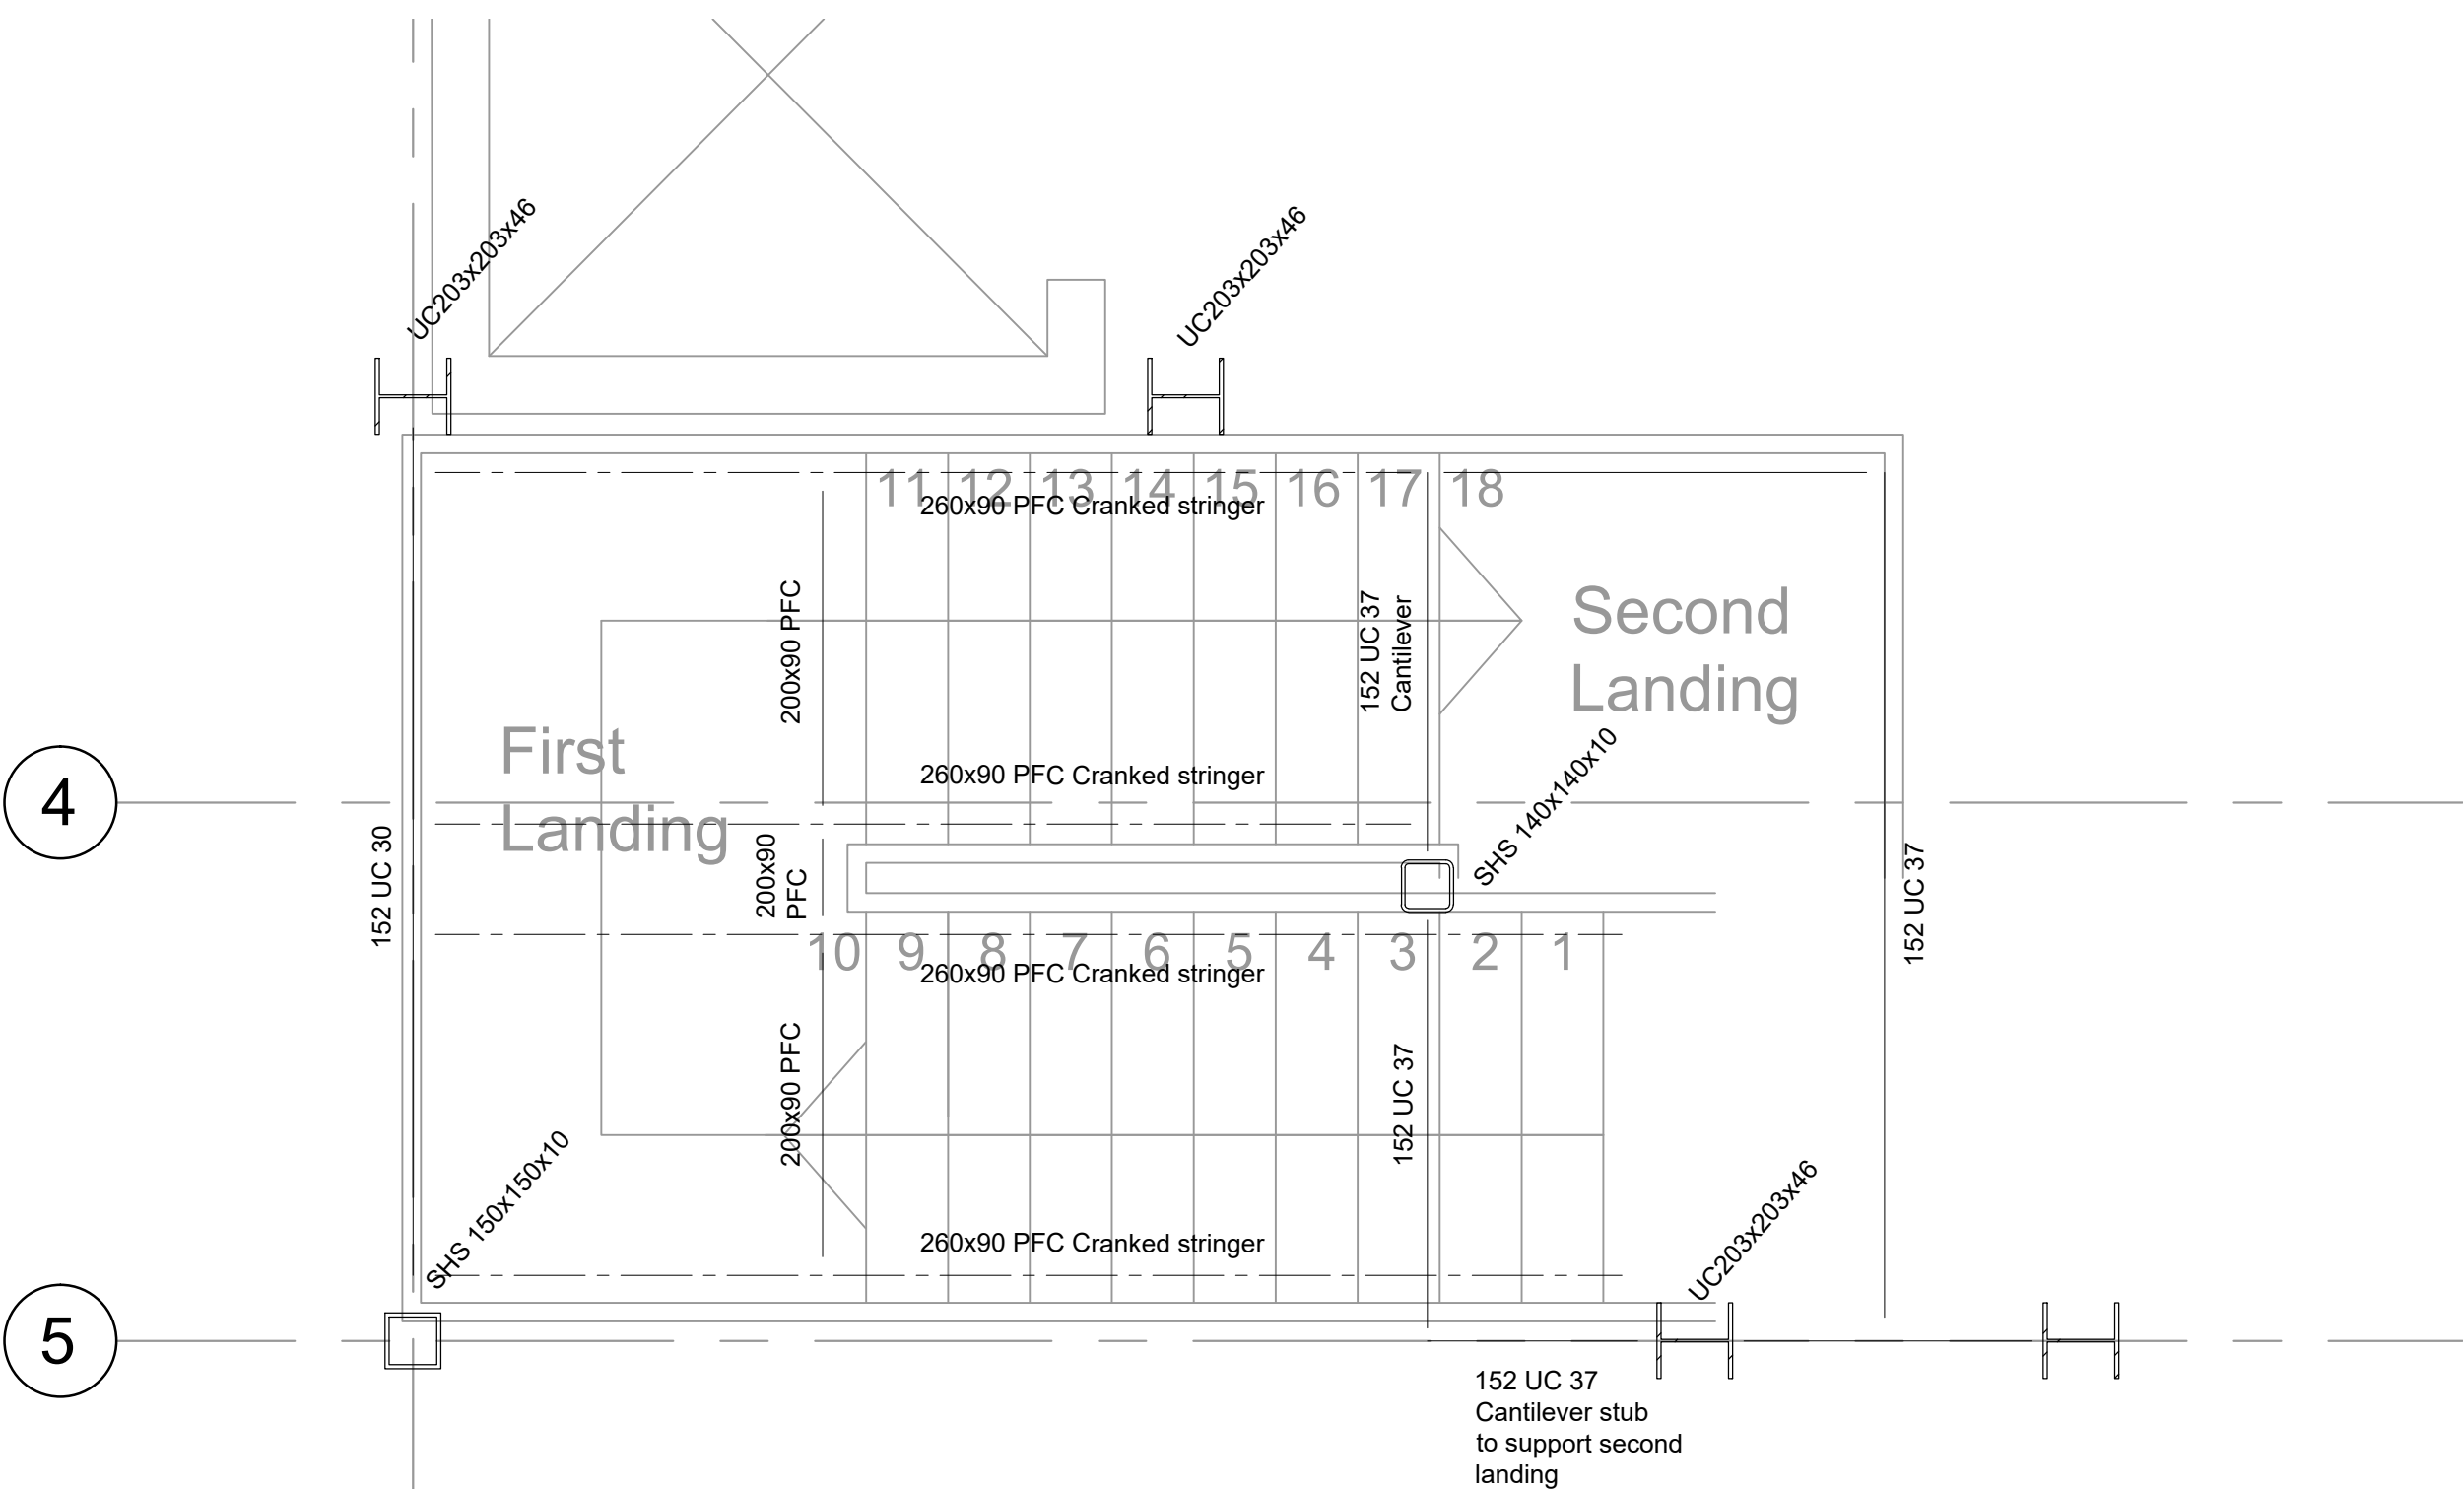 UC203x203x46
UC203x203x46
11 12 13 14 15 16 17 18
260x90 PFC Cranked stringer
200x90 PFC
152 UC 37
Cantilever
Second
Landing
First
Landing
260x90 PFC Cranked stringer
SHS 140x140x10
4
152 UC 30
200x90
PFC
152 UC 37
10 9 8 7 6 5 4 3 2 1
260x90 PFC Cranked stringer
200x90 PFC
152 UC 37
SHS 150x150x10
260x90 PFC Cranked stringer
UC203x203x46
5
152 UC 37
Cantilever stub
to support second
landing